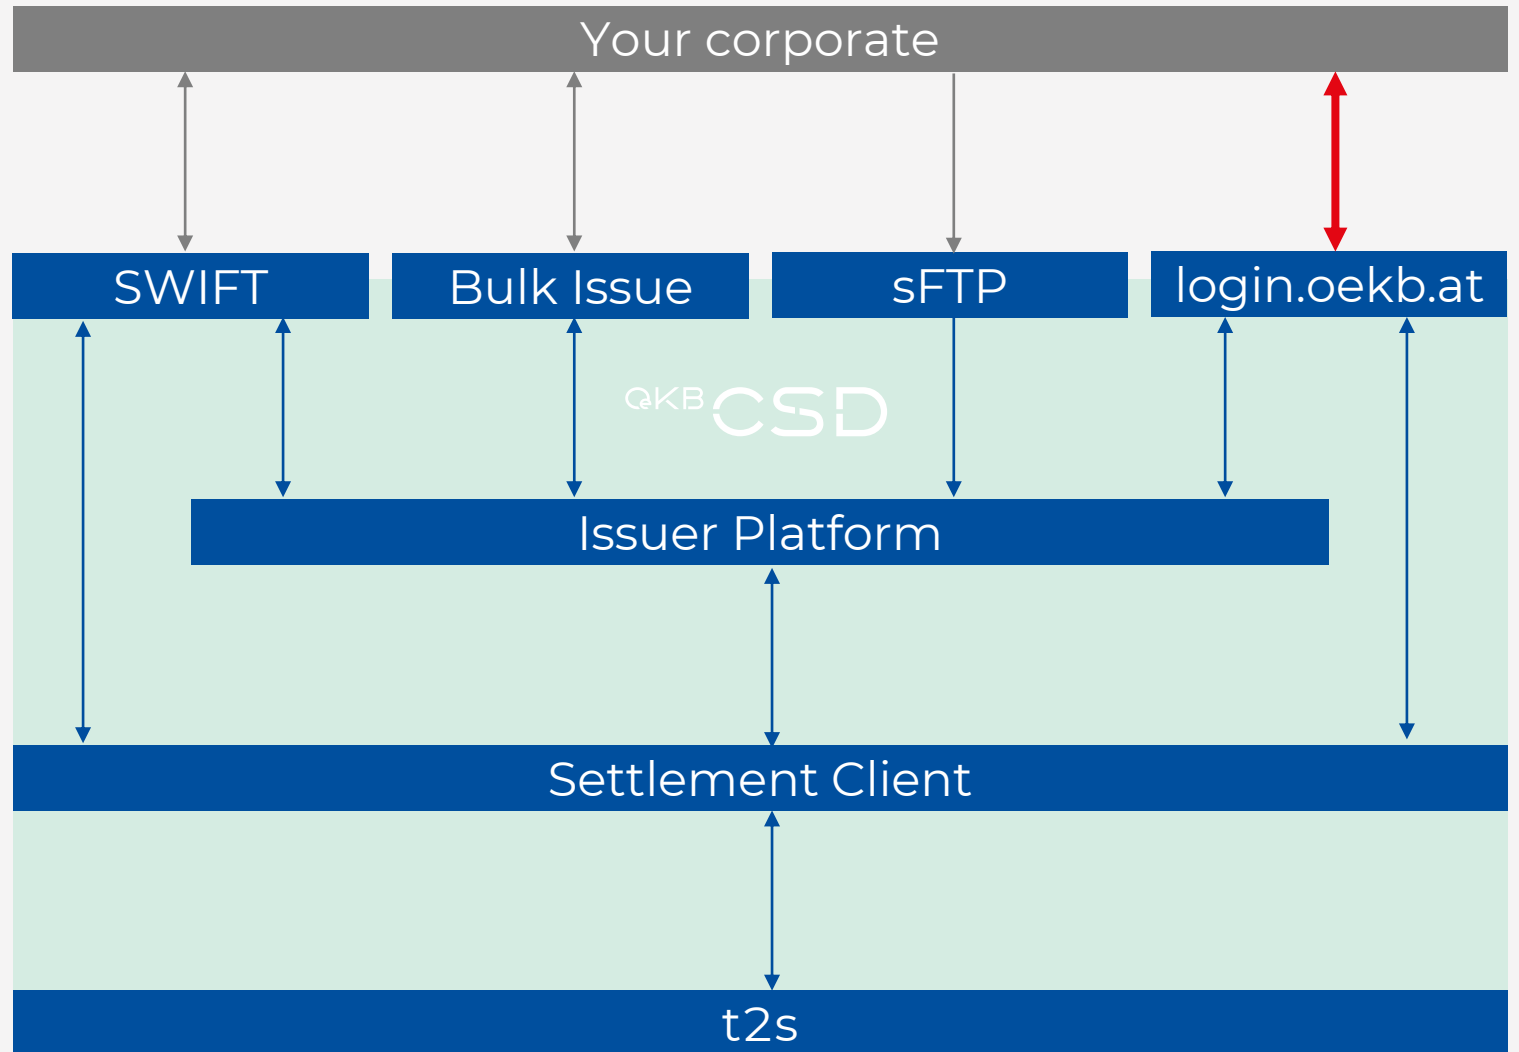 Your corporate
SWIFT
Bulk Issue
sFTP
login.oekb.at
OeKB CSD
Issuer Platform
Settlement Client
t2s